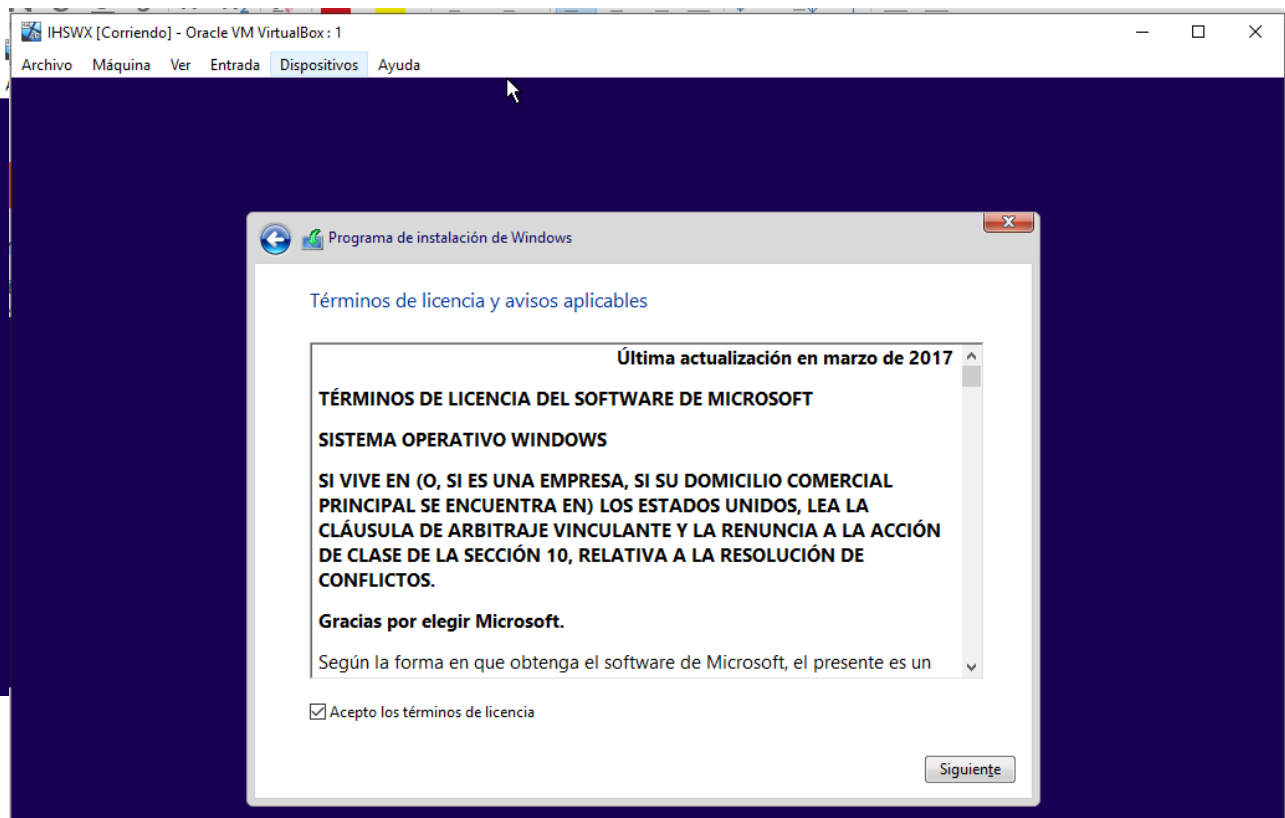 IHSWX [Corriendo] - Oracle VM VirtualBox : 1
Archivo Máquina Ver Entrada Dispositivos Ayuda
Programa de instalación de Windows
Términos de licencia y avisos aplicables
Última actualización en marzo de 2017
TÉRMINOS DE LICENCIA DEL SOFTWARE DE MICROSOFT
SISTEMA OPERATIVO WINDOWS
SI VIVE EN (O, SI ES UNA EMPRESA, SI SU DOMICILIO COMERCIAL
PRINCIPAL SE ENCUENTRA EN) LOS ESTADOS UNIDOS, LEA LA
CLÁUSULA DE ARBITRAJE VINCULANTE Y LA RENUNCIA A LA ACCIÓN
DE CLASE DE LA SECCIÓN 10, RELATIVA A LA RESOLUCIÓN DE
CONFLICTOS.
Gracias por elegir Microsoft.
Según la forma en que obtenga el software de Microsoft, el presente es un
Acepto los términos de licencia
Siguiente